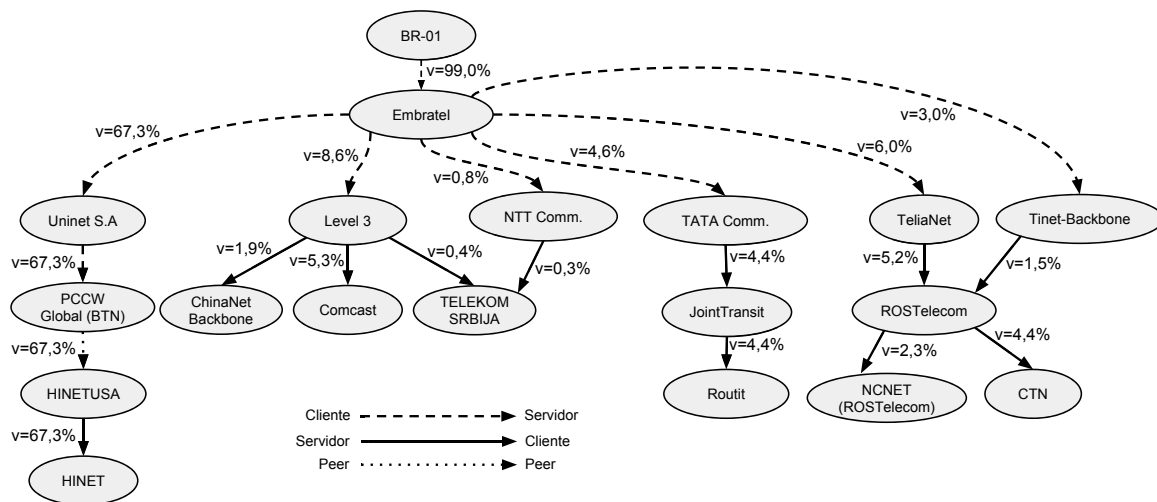 BR-01
v=99,0%
Embratel
v=67,3%
v=8,6%
v=0,8%
v=4,6%
v=6,0%
v=3,0%
Uninet S.A
Level 3
NTT Comm.
TATA Comm.
TeliaNet
Tinet-Backbone
v=67,3%
v=1,9%
v=5,3%
v=0,4%
v=0,3%
v=4,4%
v=5,2%
v=1,5%
PCCW
Global (BTN)
ChinaNet
Backbone
Comcast
TELEKOM
SRBIJA
JointTransit
ROSTelecom
v=67,3%
v=4,4%
v=2,3%
v=4,4%
HINETUSA
Routit
NCNET
(ROSTelecom)
CTN
v=67,3%
HINET
Cliente Servidor
Servidor Cliente
Peer Peer